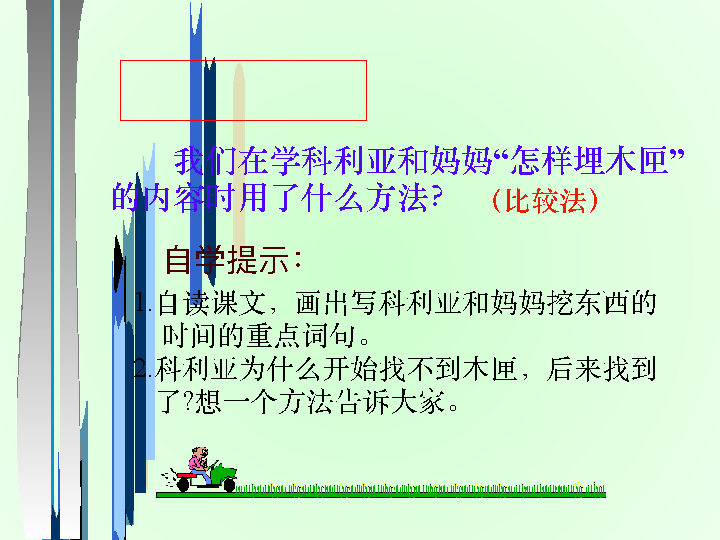 我们在学科利亚和妈妈“怎样埋木匣”
的内容时用了什么方法? （比较法）
自学提示：
1.自读课文，画出写科利亚和妈妈挖东西的
时间的重点词句。
2.科利亚为什么开始找不到木匣，后来找到
了?想一个方法告诉大家。